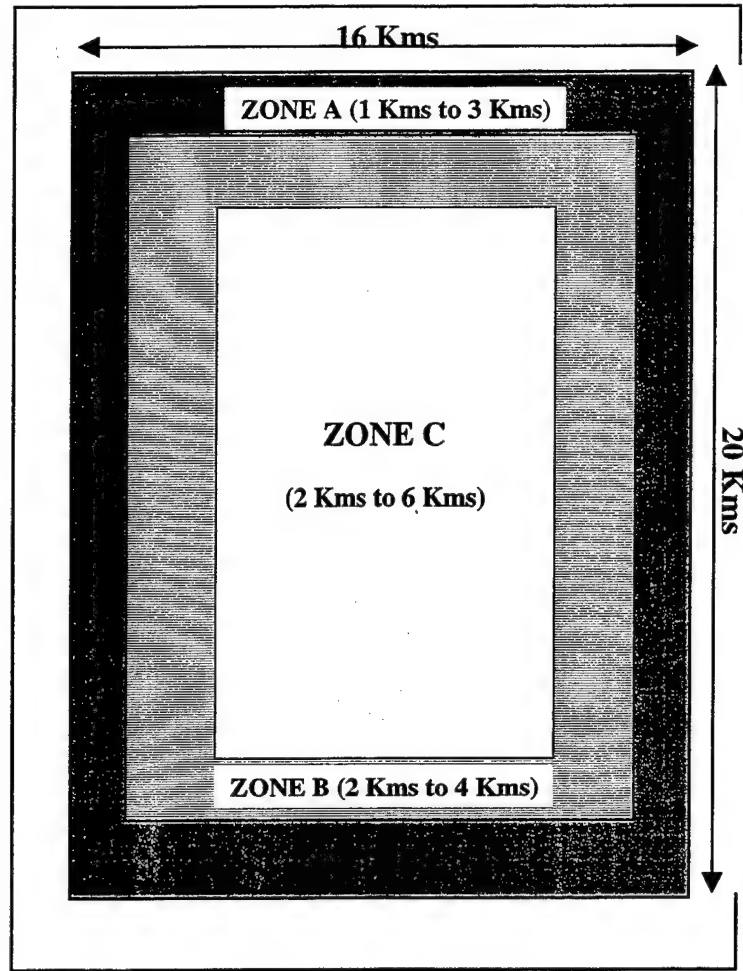 16 Kms
ZONE A (1 Kms to 3 Kms)
ZONE C
(2 Kms to 6 Kms)
20 Kms
ZONE B (2 Kms to 4 Kms)